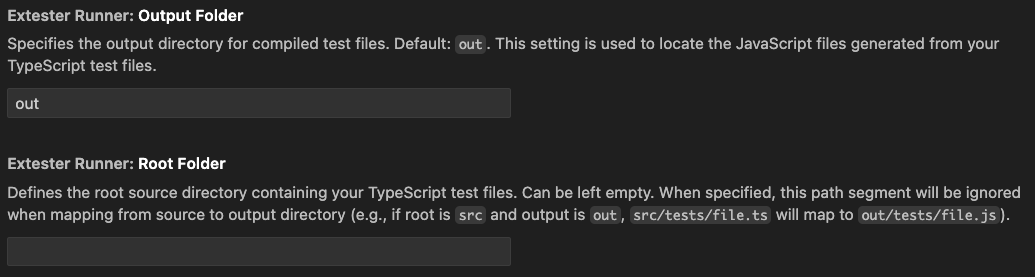 Extester Runner: Output Folder
Specifies the output directory for compiled test files. Default: out. This setting is used to locate the JavaScript files generated from your
TypeScript test files.
out
Extester Runner: Root Folder
Defines the root source directory containing your TypeScript test files. Can be left empty. When specified, this path segment will be ignored
when mapping from source to output directory (e.g., if root is src and output is out, src/tests/file.ts will map to out/tests/file.js).